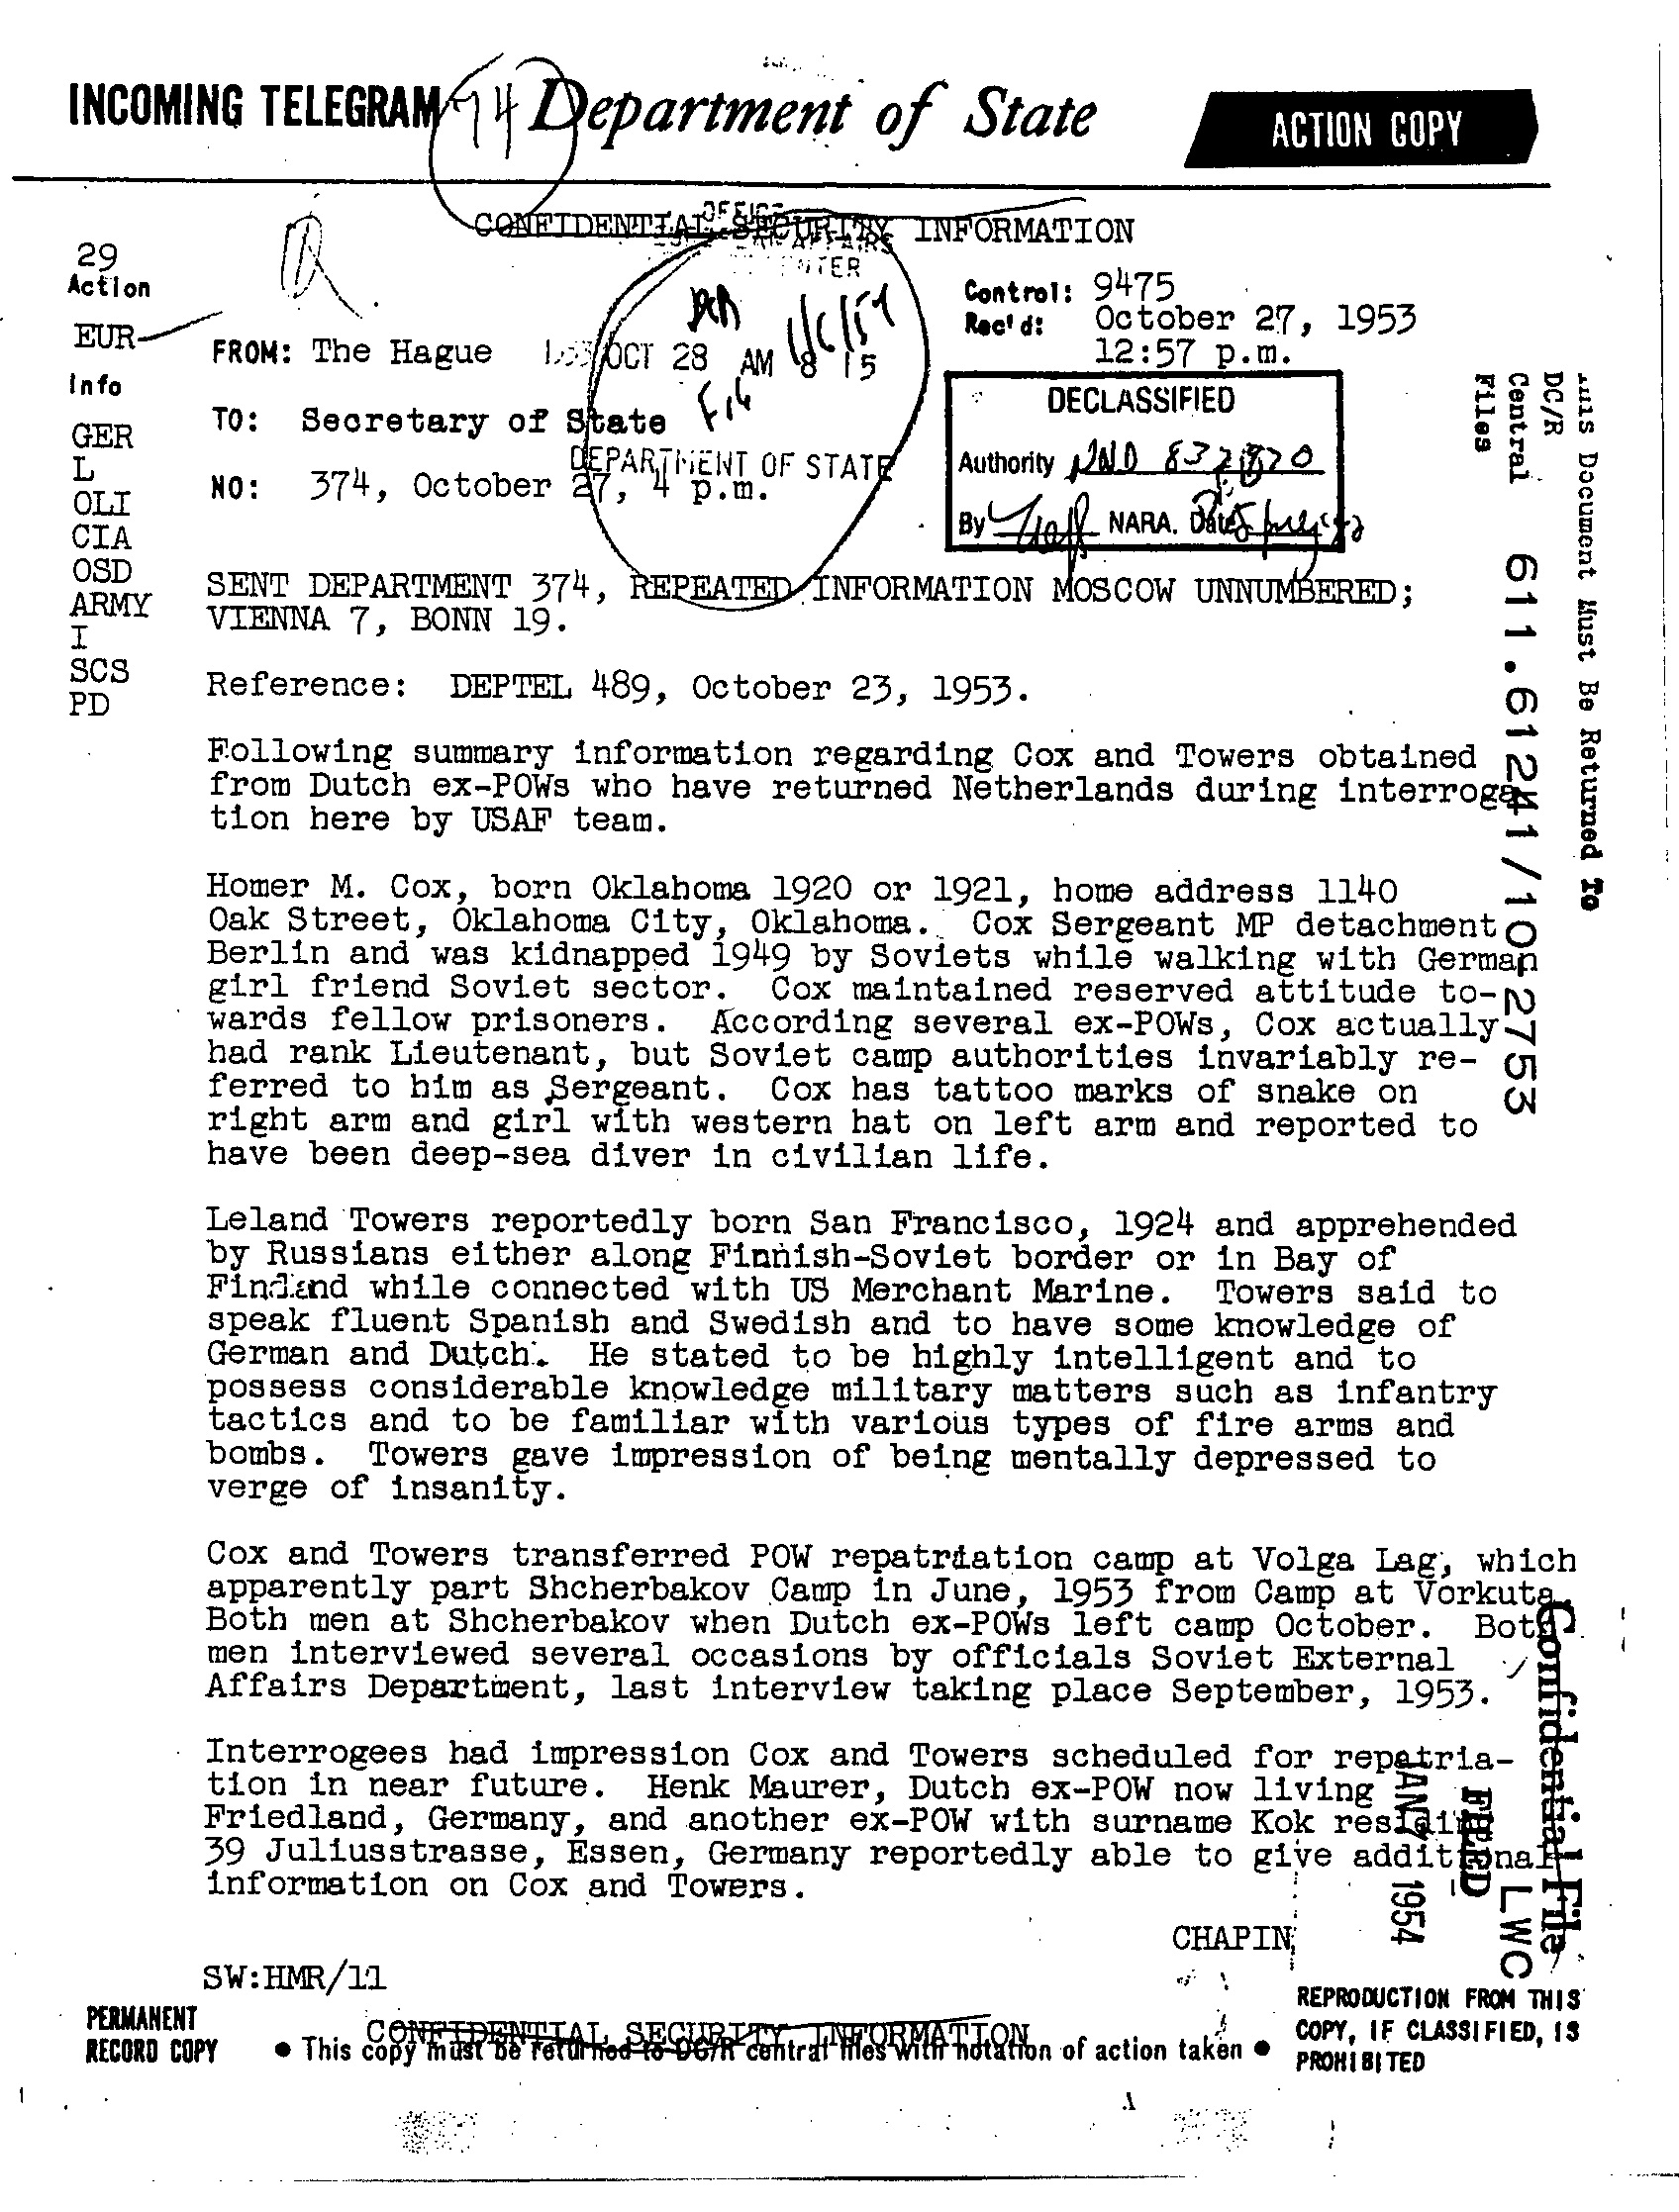 INCOMING TELEGRAM 74 Department of State ACTION COPY
CONFIDENTIAL SECURITY INFORMATION
29
Action
EUR
Info
GER
L
OLI
CIA
OSD
ARMY
I
SCS
PD
Control: 9475
Rec'd: October 27, 1953
12:57 p.m.
FROM: The Hague
1953 OCT 28 AM 8 15
1/6/54
File
TO: Secretary of State
DEPARTMENT OF STATE
NO: 374, October 27, 4 p.m.
DECLASSIFIED
Authority NND 832870
By NARA. Date
SENT DEPARTMENT 374, REPEATED INFORMATION MOSCOW UNNUMBERED;
VIENNA 7, BONN 19.
Reference: DEPTEL 489, October 23, 1953.
Following summary information regarding Cox and Towers obtained
from Dutch ex-POWs who have returned Netherlands during interroga-
tion here by USAF team.
Homer M. Cox, born Oklahoma 1920 or 1921, home address 1140
Oak Street, Oklahoma City, Oklahoma. Cox Sergeant MP detachment
Berlin and was kidnapped 1949 by Soviets while walking with German
girl friend Soviet sector. Cox maintained reserved attitude to-
wards fellow prisoners. According several ex-POWs, Cox actually
had rank Lieutenant, but Soviet camp authorities invariably re-
ferred to him as Sergeant. Cox has tattoo marks of snake on
right arm and girl with western hat on left arm and reported to
have been deep-sea diver in civilian life.
Leland Towers reportedly born San Francisco, 1924 and apprehended
by Russians either along Finnish-Soviet border or in Bay of
Findand while connected with US Merchant Marine. Towers said to
speak fluent Spanish and Swedish and to have some knowledge of
German and Dutch. He stated to be highly intelligent and to
possess considerable knowledge military matters such as infantry
tactics and to be familiar with various types of fire arms and
bombs. Towers gave impression of being mentally depressed to
verge of insanity.
Cox and Towers transferred POW repatriation camp at Volga Lag, which
apparently part Shcherbakov Camp in June, 1953 from Camp at Vorkuta.
Both men at Shcherbakov when Dutch ex-POWs left camp October. Both
men interviewed several occasions by officials Soviet External
Affairs Department, last interview taking place September, 1953.
Interrogees had impression Cox and Towers scheduled for repatria-
tion in near future. Henk Maurer, Dutch ex-POW now living
Friedland, Germany, and another ex-POW with surname Kok residing
39 Juliusstrasse, Essen, Germany reportedly able to give additional
information on Cox and Towers.
CHAPIN
SW:HMR/11
PERMANENT
RECORD COPY
CONFIDENTIAL SECURITY INFORMATION
• This copy must be returned to DC/R central files with notation of action taken •
REPRODUCTION FROM THIS
COPY, IF CLASSIFIED, IS
PROHIBITED
This Document Must Be Returned To
DC/R
Central
Files
611.61241/102753
Confidential File
LWC
FILED
JAN 7 1954